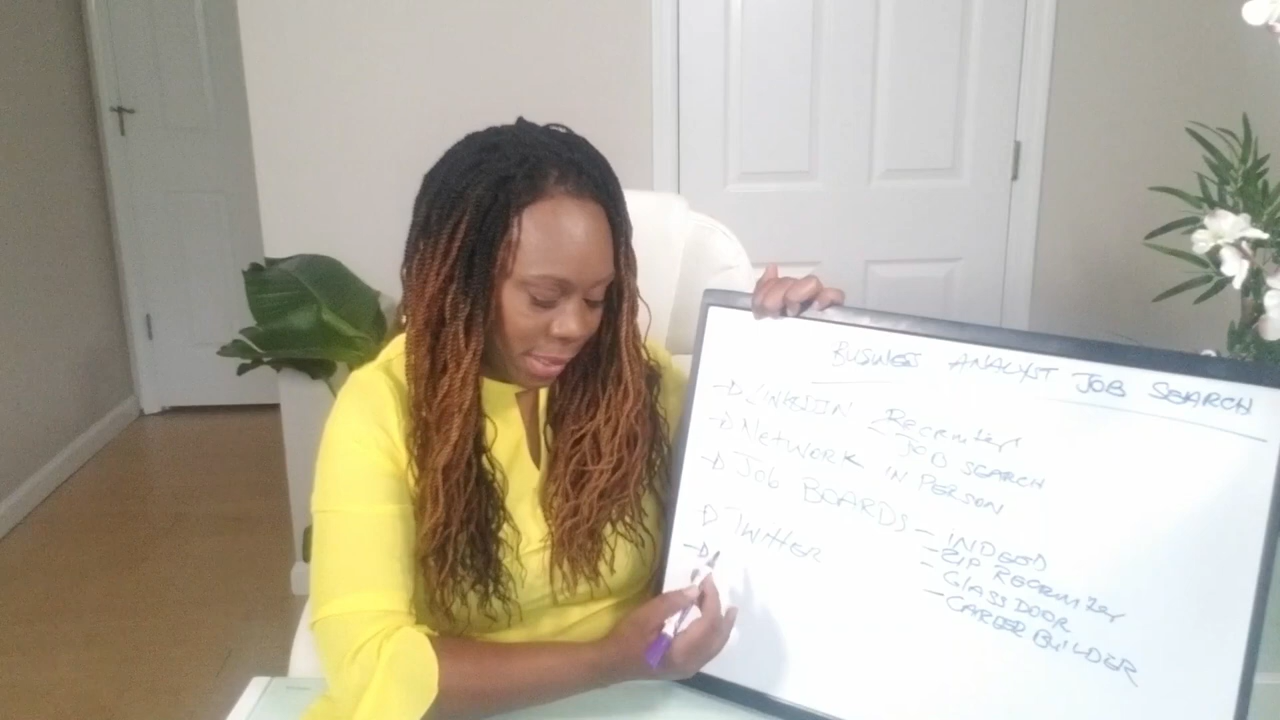 BUSINESS ANALYST JOB SEARCH
LINKEDIN RECRUITERS
JOB SEARCH
NETWORK IN PERSON
JOB BOARDS - INDEED
- ZIP RECRUITER
- GLASS DOOR
- CAREER BUILDER
TWITTER